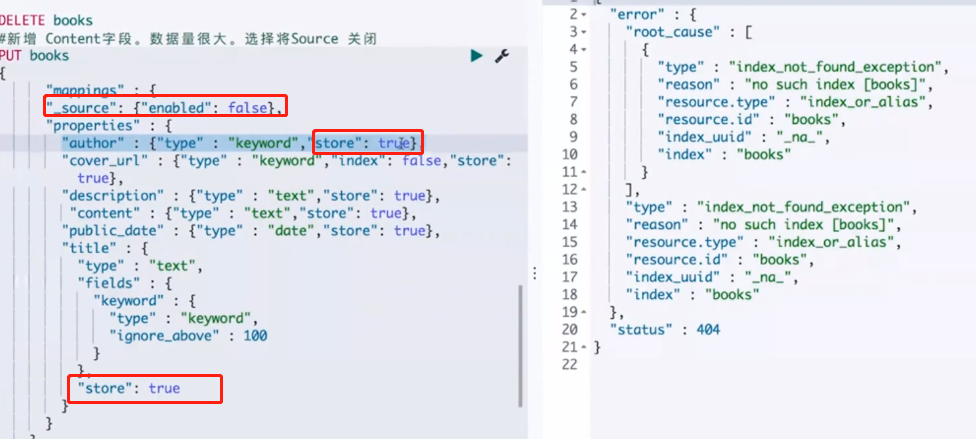 DELETE books
#新增 Content字段。数据量很大。选择将Source 关闭
PUT books
{
"mappings" : {
"_source": {"enabled": false},
"properties" : {
"author" : {"type" : "keyword","store": true},
"cover_url" : {"type" : "keyword","index": false,"store":
true},
"description" : {"type" : "text","store": true},
"content" : {"type" : "text","store": true},
"public_date" : {"type" : "date","store": true},
"title" : {
"type" : "text",
"fields" : {
"keyword" : {
"type" : "keyword",
"ignore_above" : 100
}
},
"store": true
}
}
2 "error" : {
3 "root_cause" : [
4 {
5 "type" : "index_not_found_exception",
6 "reason" : "no such index [books]",
7 "resource.type" : "index_or_alias",
8 "resource.id" : "books",
9 "index_uuid" : "_na_",
10 "index" : "books"
11 }
12 ],
13 "type" : "index_not_found_exception",
14 "reason" : "no such index [books]",
15 "resource.type" : "index_or_alias",
16 "resource.id" : "books",
17 "index_uuid" : "_na_",
18 "index" : "books"
19 },
20 "status" : 404
21 }
22